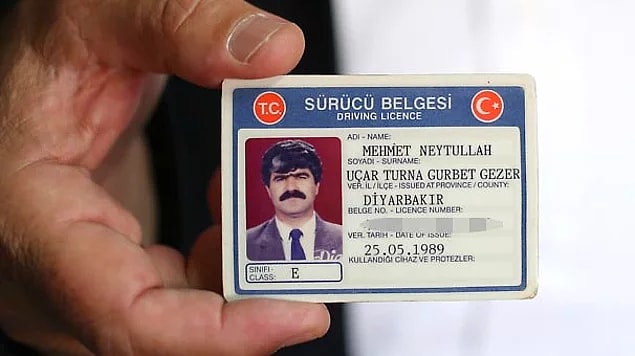 T.C. SÜRÜCÜ BELGESİ
DRIVING LICENCE
ADI - NAME:
MEHMET NEYTULLAH
SOYADI - SURNAME:
UÇAR TURNA GURBET GEZER
VER. İL / İLÇE - ISSUED AT PROVINCE / COUNTY:
DİYARBAKIR
BELGE NO. - LICENCE NUMBER:
VER. TARİH - DATE OF ISSUE:
25.05.1989
KULLANDIĞI CİHAZ VE PROTEZLER:
SINIFI-
CLASS: E